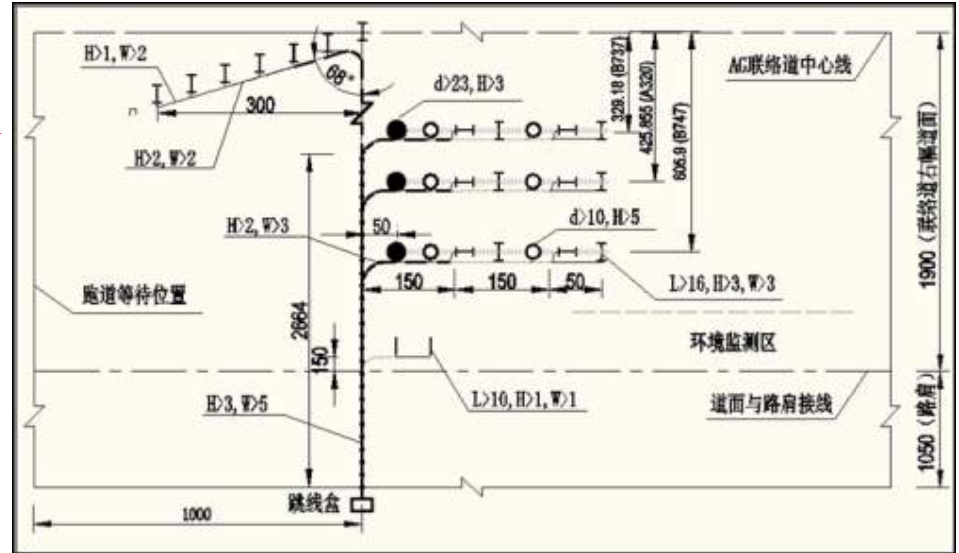 H>1, W>2
68°
300
H>2, W>2
d>23, H>3
328.18 (B737)
425.855 (A320)
606.9 (B747)
AG联络道中心线
1900 (联络道右幅道面)
H>2, W>3
50
d>10, H>5
150
150
50
L>16, H>3, W>3
跑道等待位置
2664
150
环境监测区
H>3, W>5
L>10, H>1, W>1
道面与路肩接线
1050 (路肩)
跳线盒
1000